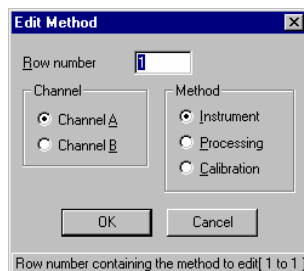 Edit Method
Row number 1
Channel
Channel A
Channel B
Method
Instrument
Processing
Calibration
OK Cancel
Row number containing the method to edit[ 1 to 1 ]